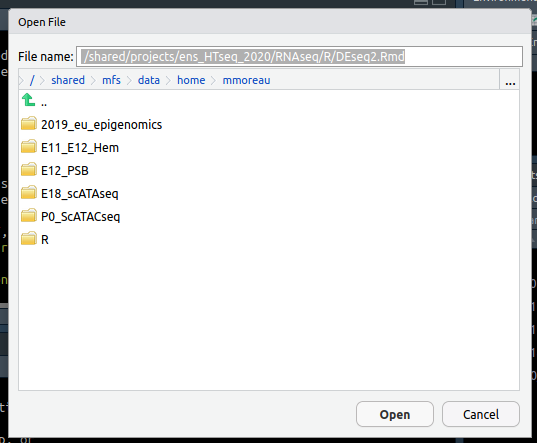 Open File
File name: /shared/projects/ens_HTseq_2020/RNAseq/R/DEseq2.Rmd
/ shared mfs data home mmoreau ...
..
2019_eu_epigenomics
E11_E12_Hem
E12_PSB
E18_scATAseq
P0_ScATACseq
R
Open Cancel